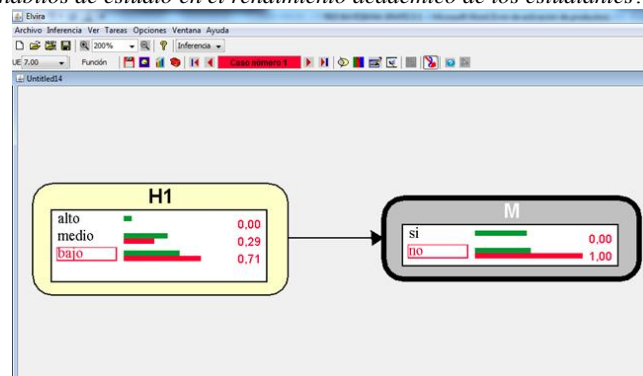 hábitos de estudio en el rendimiento académico de los estudiantes?
Elvira
Archivo Inferencia Ver Tareas Opciones Ventana Ayuda
200% Inferencia
UE 7.00 Función Caso número 1
Untitled14
H1
alto 0,00
medio 0,29
bajo 0,71
M
si 0,00
no 1,00